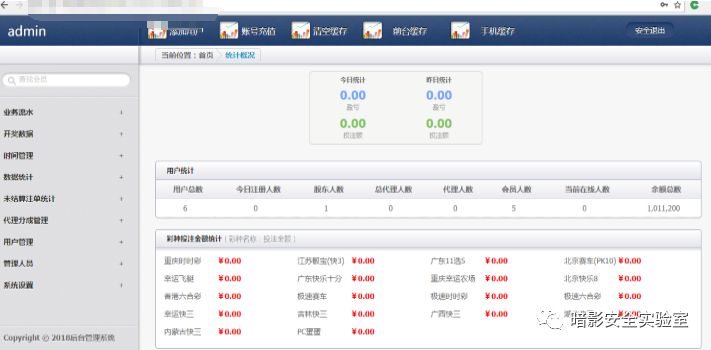 admin
添加用户 账号充值 清空缓存 前台缓存 手机缓存 安全退出
当前位置：首页 > 统计概况
搜索会员
今日统计 昨日统计
0.00 0.00
盈亏 盈亏
0.00 0.00
投注额 投注额
业务流水 +
开奖数据 +
时间管理 +
数据统计 +
未结算注单统计 +
代理分成管理 +
用户管理 +
管理人员 +
系统设置 +
用户统计
用户总数 今日注册人数 股东人数 总代理人数 代理人数 会员人数 当前在线人数 余额总数
6 0 1 0 0 5 0 1,011,200
彩种投注金额统计 [ 彩种名称：投注金额 ]
重庆时时彩 ¥0.00 江苏骰宝(快3) ¥0.00 广东11选5 ¥0.00 北京赛车(PK10) ¥0.00
幸运飞艇 ¥0.00 广东快乐十分 ¥0.00 重庆幸运农场 ¥0.00 北京快乐8 ¥0.00
香港六合彩 ¥0.00 极速赛车 ¥0.00 极速时时彩 ¥0.00 极速六合彩 ¥0.00
幸运快三 ¥0.00 吉林快三 ¥0.00 广西快三 ¥0.00
内蒙古快三 ¥0.00 PC蛋蛋 ¥0.00
暗影安全实验室
Copyright © 2018后台管理系统